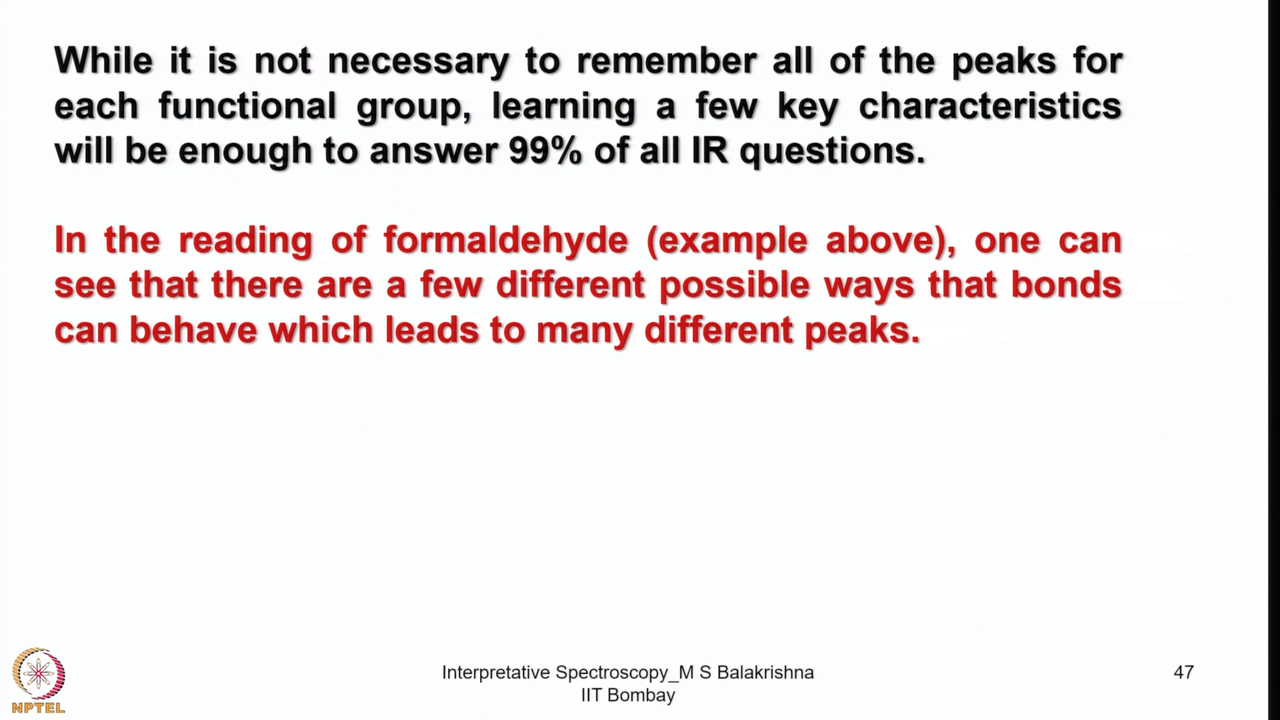 While it is not necessary to remember all of the peaks for
each functional group, learning a few key characteristics
will be enough to answer 99% of all IR questions.
In the reading of formaldehyde (example above), one can
see that there are a few different possible ways that bonds
can behave which leads to many different peaks.
Interpretative Spectroscopy_M S Balakrishna
IIT Bombay
47
NPTEL